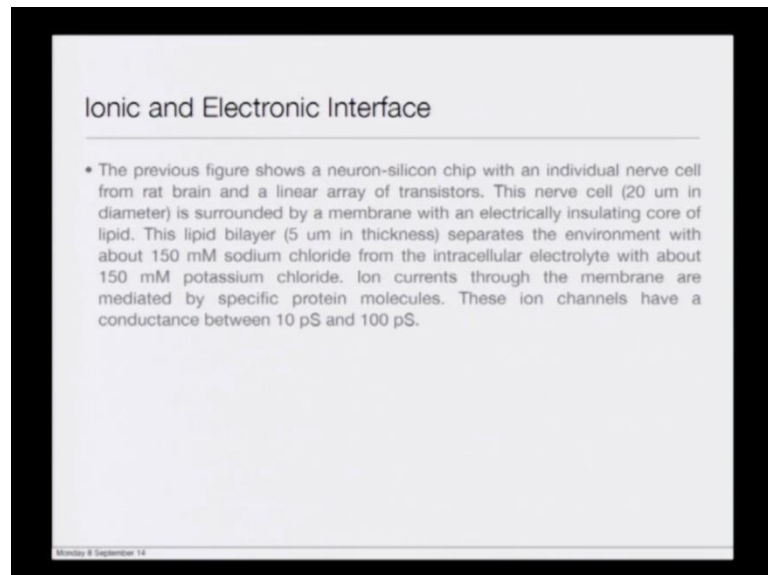 Ionic and Electronic Interface
• The previous figure shows a neuron-silicon chip with an individual nerve cell
from rat brain and a linear array of transistors. This nerve cell (20 um in
diameter) is surrounded by a membrane with an electrically insulating core of
lipid. This lipid bilayer (5 um in thickness) separates the environment with
about 150 mM sodium chloride from the intracellular electrolyte with about
150 mM potassium chloride. Ion currents through the membrane are
mediated by specific protein molecules. These ion channels have a
conductance between 10 pS and 100 pS.
Monday 8 September 14